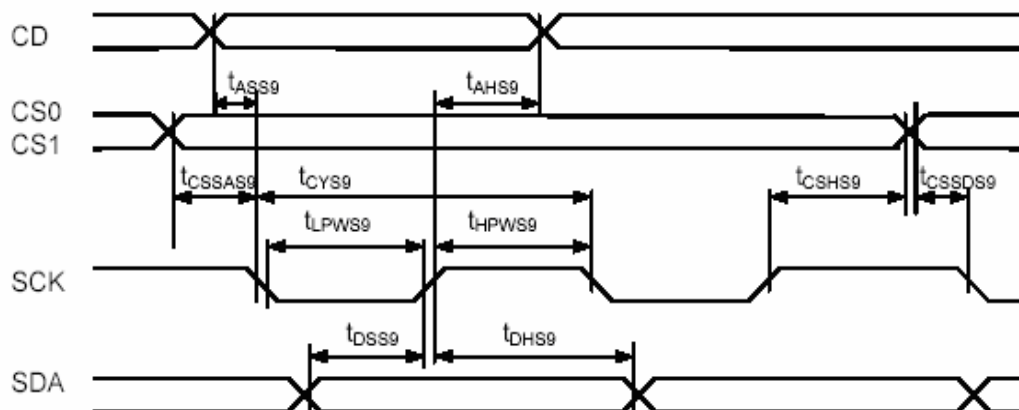 CD
tASS9
tAHS9
CS0
CS1
tCSSAS9
tCYS9
tCSHS9
tCSSDS9
tLPWS9
tHPWS9
SCK
tDSS9
tDHS9
SDA